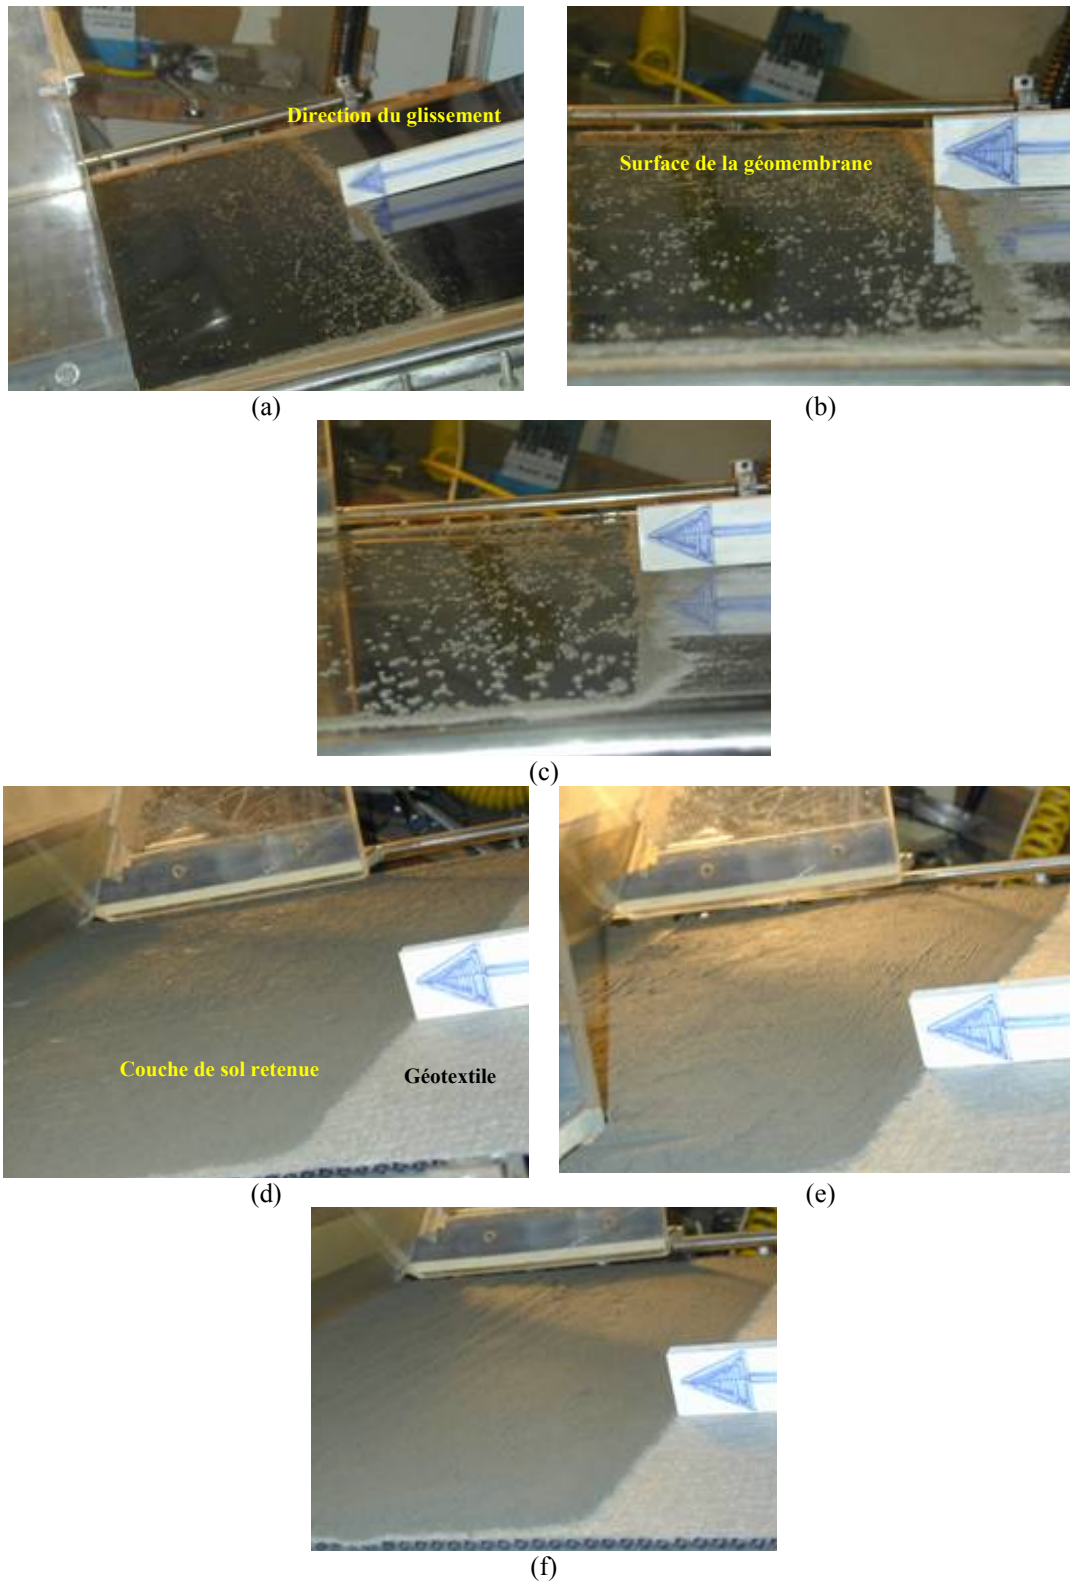 Direction du glissement
Surface de la géomembrane
(a)
(b)
(c)
Couche de sol retenue
Géotextile
(d)
(e)
(f)